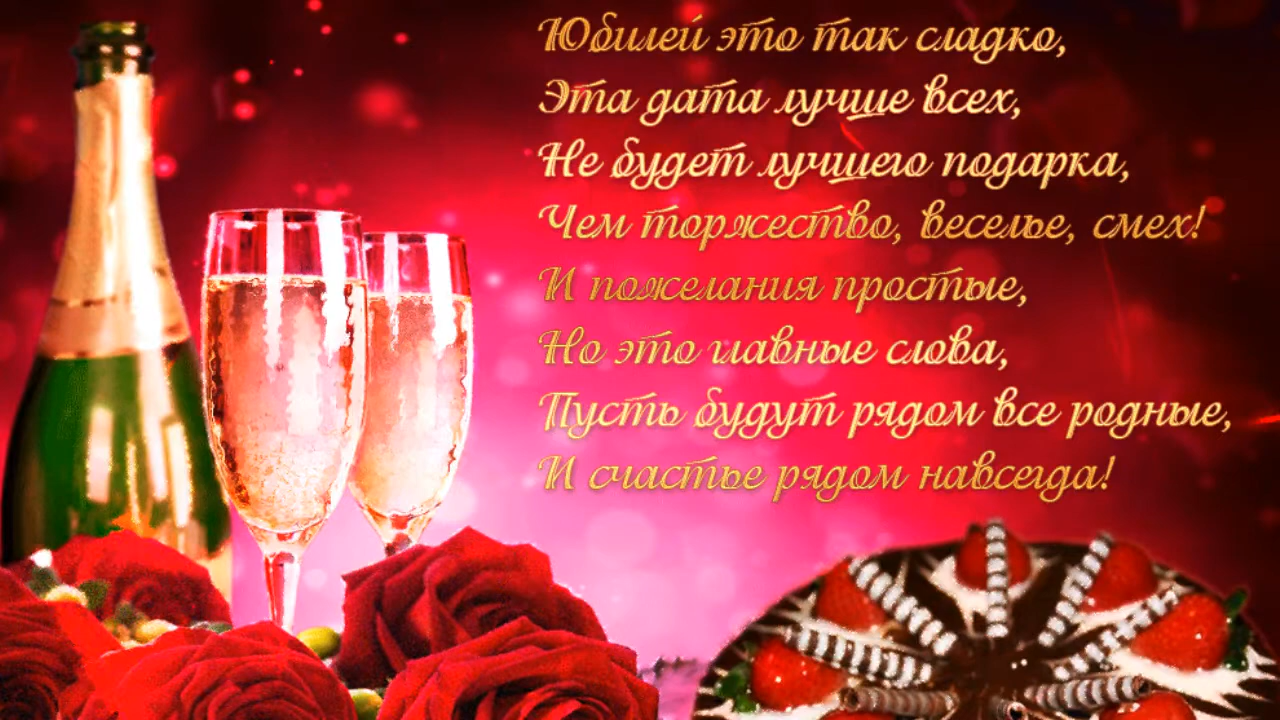 Юбилей это так сладко,
Эта дата лучше всех,
Не будет лучшего подарка,
Чем торжество, веселье, смех!
И пожелания простые,
Но это главные слова,
Пусть будут рядом все родные,
И счастье рядом навсегда!